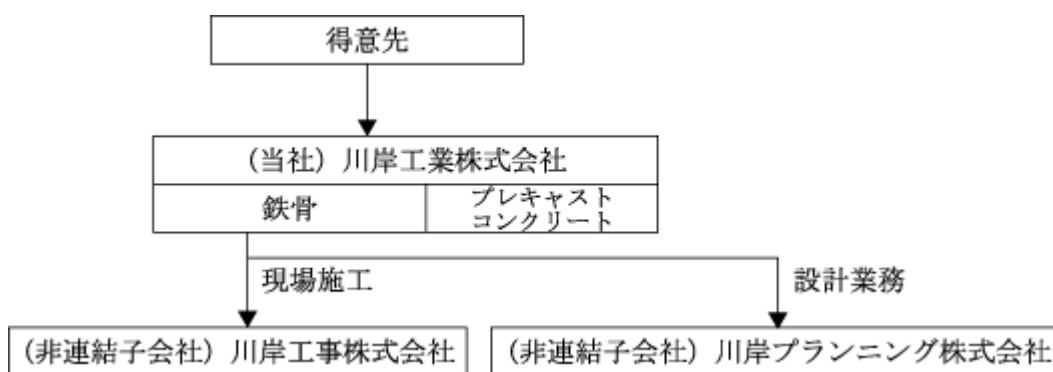 得意先
(当社) 川岸工業株式会社
鉄骨
プレキャスト
コンクリート
現場施工
設計業務
(非連結子会社) 川岸工事株式会社
(非連結子会社) 川岸プランニング株式会社